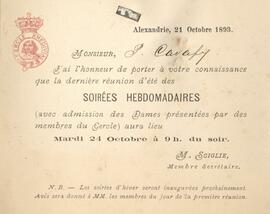 Alexandrie, 21 Octobre 1893.
MONSIEUR, P. Cavafy
J'ai l'honneur de porter à votre connaissance
que la dernière réunion d'été des
SOIRÉES HEBDOMADAIRES
(avec admission des Dames présentées par des
membres du Cercle) aura lieu
Mardi 24 Octobre à 9 h. du soir.
M. SCIGLIE,
Membre Secrétaire.
N. B. — Les soirées d'hiver seront inaugurées prochainement
Avis sera donné à MM. les membres du jour de la première réunion.